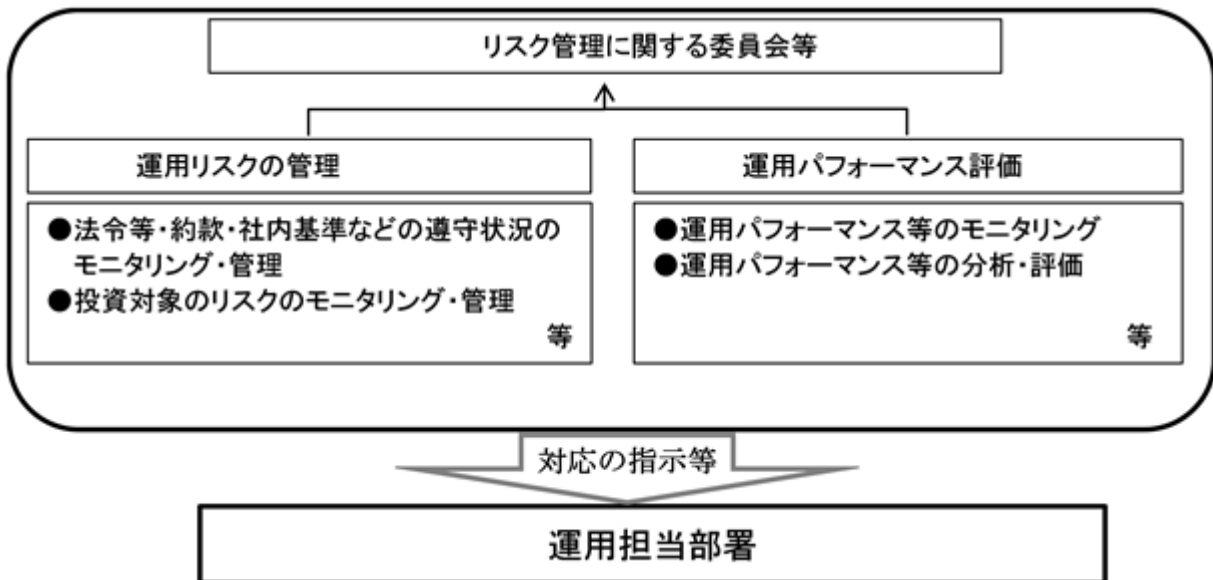 リスク管理に関する委員会等
運用リスクの管理
運用パフォーマンス評価
●法令等・約款・社内基準などの遵守状況の
モニタリング・管理
●投資対象のリスクのモニタリング・管理
等
●運用パフォーマンス等のモニタリング
●運用パフォーマンス等の分析・評価
等
対応の指示等
運用担当部署